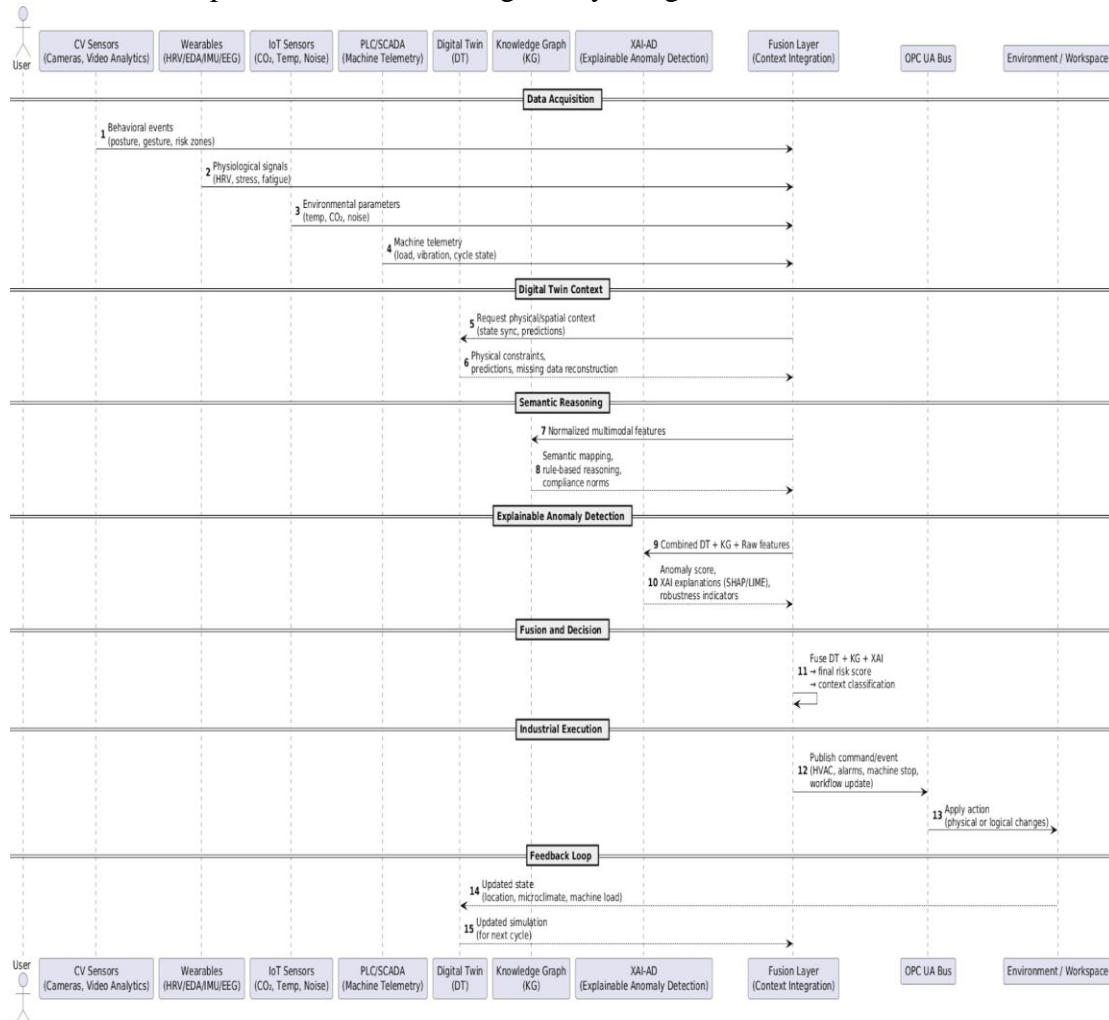 User
CV Sensors
(Cameras, Video Analytics)
Wearables
(HRV/EDA/IMU/EEG)
IoT Sensors
(CO₂, Temp, Noise)
PLC/SCADA
(Machine Telemetry)
Digital Twin
(DT)
Knowledge Graph
(KG)
XAI-AD
(Explainable Anomaly Detection)
Fusion Layer
(Context Integration)
OPC UA Bus
Environment / Workspace
Data Acquisition
1 Behavioral events
(posture, gesture, risk zones)
2 Physiological signals
(HRV, stress, fatigue)
3 Environmental parameters
(temp, CO₂, noise)
4 Machine telemetry
(load, vibration, cycle state)
Digital Twin Context
5 Request physical/spatial context
(state sync, predictions)
6 Physical constraints,
predictions, missing data reconstruction
Semantic Reasoning
7 Normalized multimodal features
Semantic mapping,
8 rule-based reasoning,
compliance norms
Explainable Anomaly Detection
9 Combined DT + KG + Raw features
Anomaly score,
10 XAI explanations (SHAP/LIME),
robustness indicators
Fusion and Decision
Fuse DT + KG + XAI
11 → final risk score
→ context classification
Industrial Execution
Publish command/event
12 (HVAC, alarms, machine stop,
workflow update)
13 Apply action
(physical or logical changes)
Feedback Loop
14 Updated state
(location, microclimate, machine load)
15 Updated simulation
(for next cycle)
User
CV Sensors
(Cameras, Video Analytics)
Wearables
(HRV/EDA/IMU/EEG)
IoT Sensors
(CO₂, Temp, Noise)
PLC/SCADA
(Machine Telemetry)
Digital Twin
(DT)
Knowledge Graph
(KG)
XAI-AD
(Explainable Anomaly Detection)
Fusion Layer
(Context Integration)
OPC UA Bus
Environment / Workspace